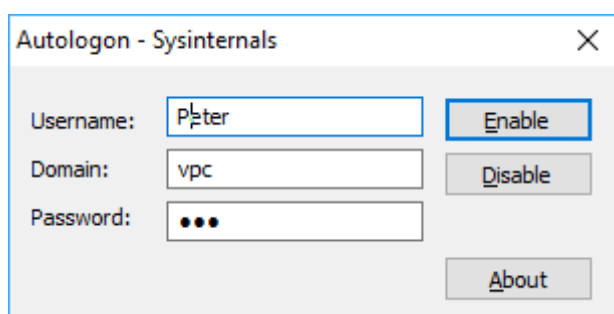 Autologon - Sysinternals
Username: Peter Enable
Domain: vpc Disable
Password: ●●●
About